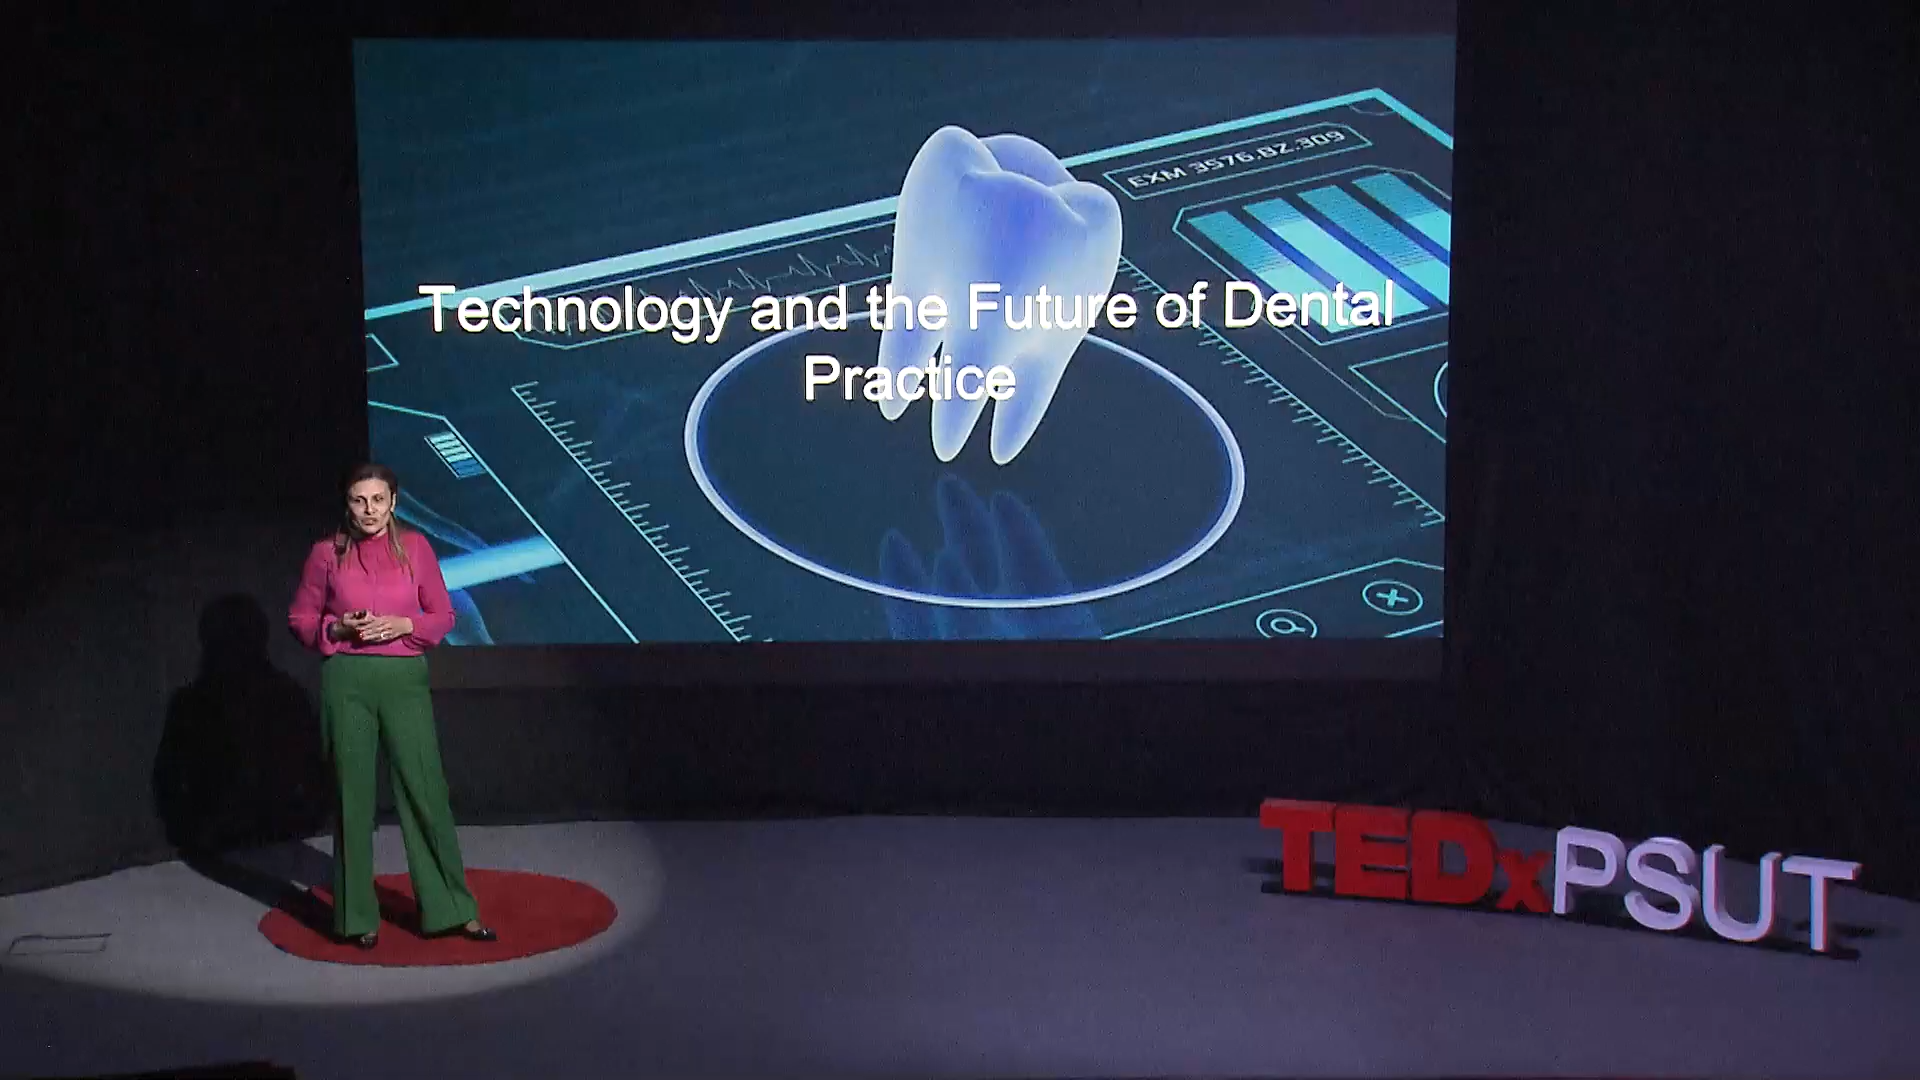 EXM 3576.BZ.309
Technology and the Future of Dental
Practice
TEDxPSUT